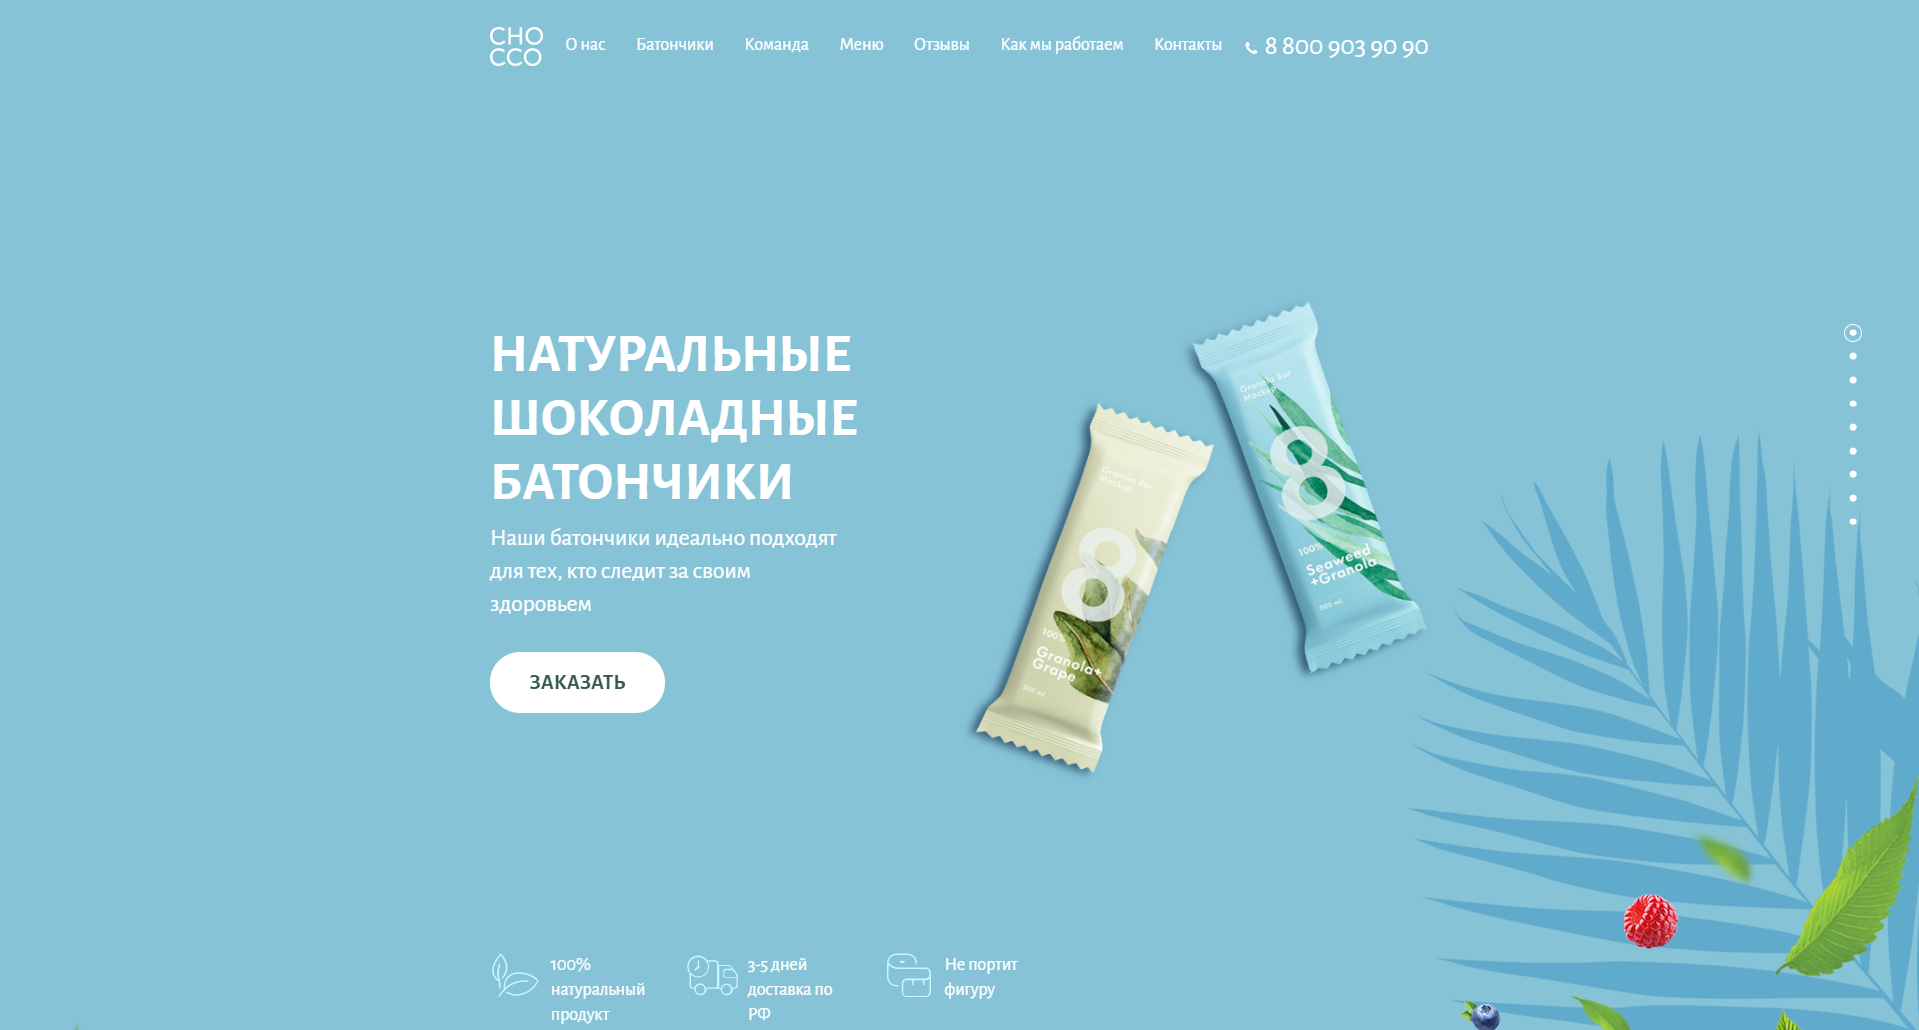 CHO
CCO
О нас
Батончики
Команда
Меню
Отзывы
Как мы работаем
Контакты
8 800 903 90 90
НАТУРАЛЬНЫЕ
ШОКОЛАДНЫЕ
БАТОНЧИКИ
Наши батончики идеально подходят
для тех, кто следит за своим
здоровьем
ЗАКАЗАТЬ
Granola Bar
Mockup
8
100%
Granola+
Grape
500 ml
Granola Bar
Mockup
8
100%
Seaweed
+Granola
500 ml
100%
натуральный
продукт
3-5 дней
доставка по
РФ
Не портит
фигуру